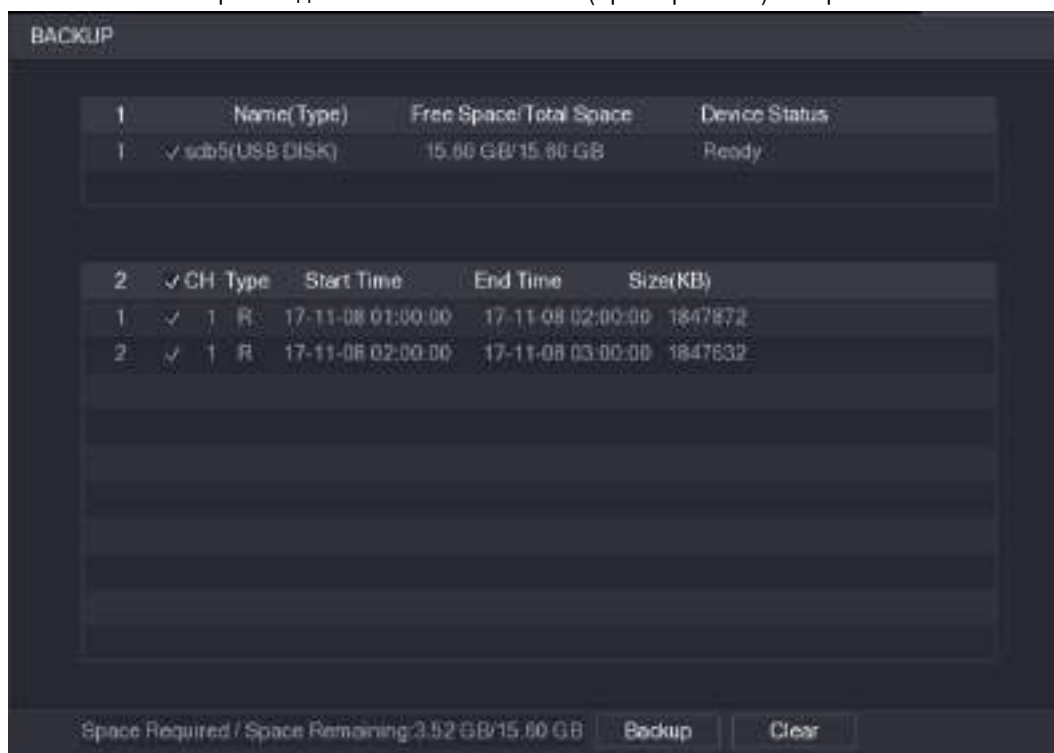 BACKUP
1 Name(Type) Free Space/Total Space Device Status
1 ✓ sdb5(USB DISK) 15.60 GB/15.60 GB Ready
2 ✓ CH Type Start Time End Time Size(KB)
1 ✓ 1 R 17-11-08 01:00:00 17-11-08 02:00:00 1847872
2 ✓ 1 R 17-11-08 02:00:00 17-11-08 03:00:00 1847632
Space Required / Space Remaining:3.52 GB/15.60 GB Backup Clear